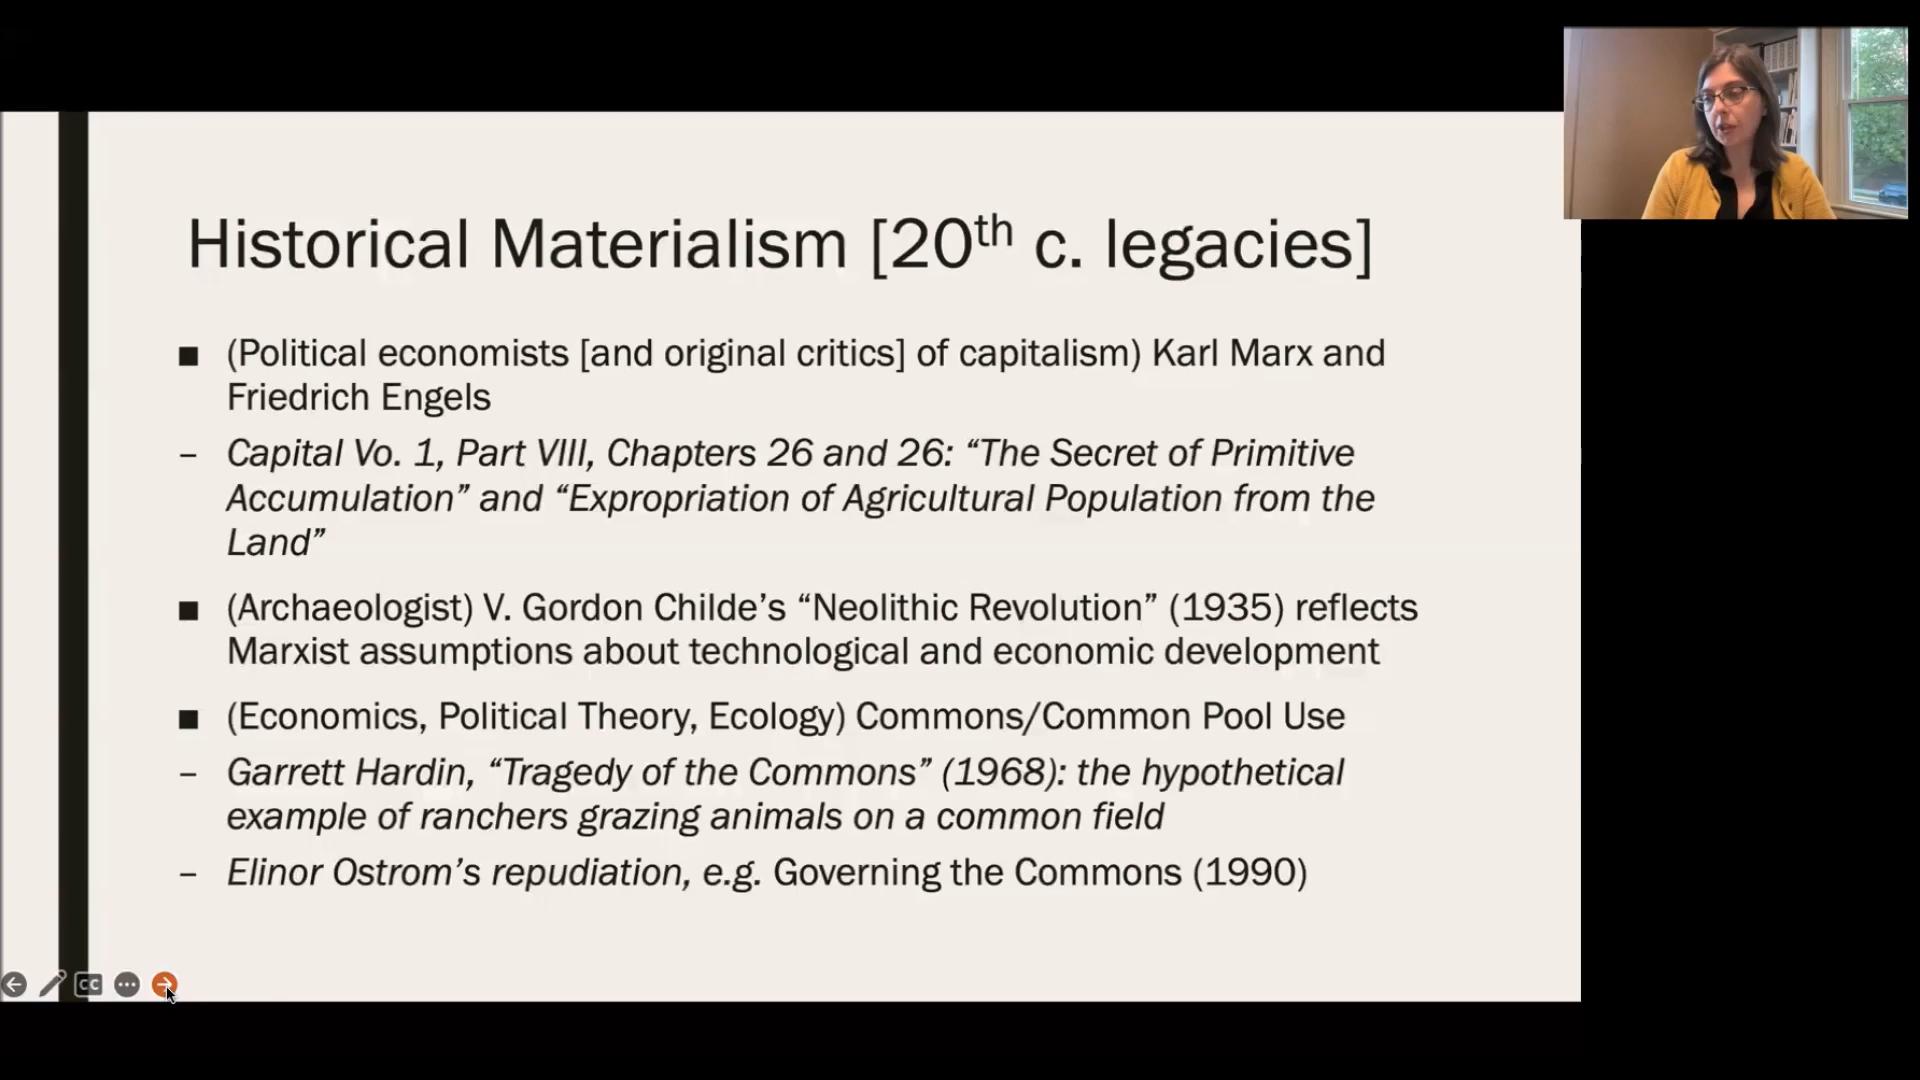 Historical Materialism [20th c. legacies]
■ (Political economists [and original critics] of capitalism) Karl Marx and
Friedrich Engels
– Capital Vo. 1, Part VIII, Chapters 26 and 26: “The Secret of Primitive
Accumulation” and “Expropriation of Agricultural Population from the
Land”
■ (Archaeologist) V. Gordon Childe’s “Neolithic Revolution” (1935) reflects
Marxist assumptions about technological and economic development
■ (Economics, Political Theory, Ecology) Commons/Common Pool Use
– Garrett Hardin, “Tragedy of the Commons” (1968): the hypothetical
example of ranchers grazing animals on a common field
– Elinor Ostrom’s repudiation, e.g. Governing the Commons (1990)
CC